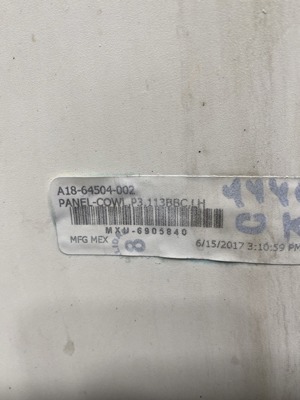 A18-64504-002
PANEL-COWL,P3,113BBC,LH
MXU-6905840
MFG MEX
6/15/2017 3:10:59 PM
8